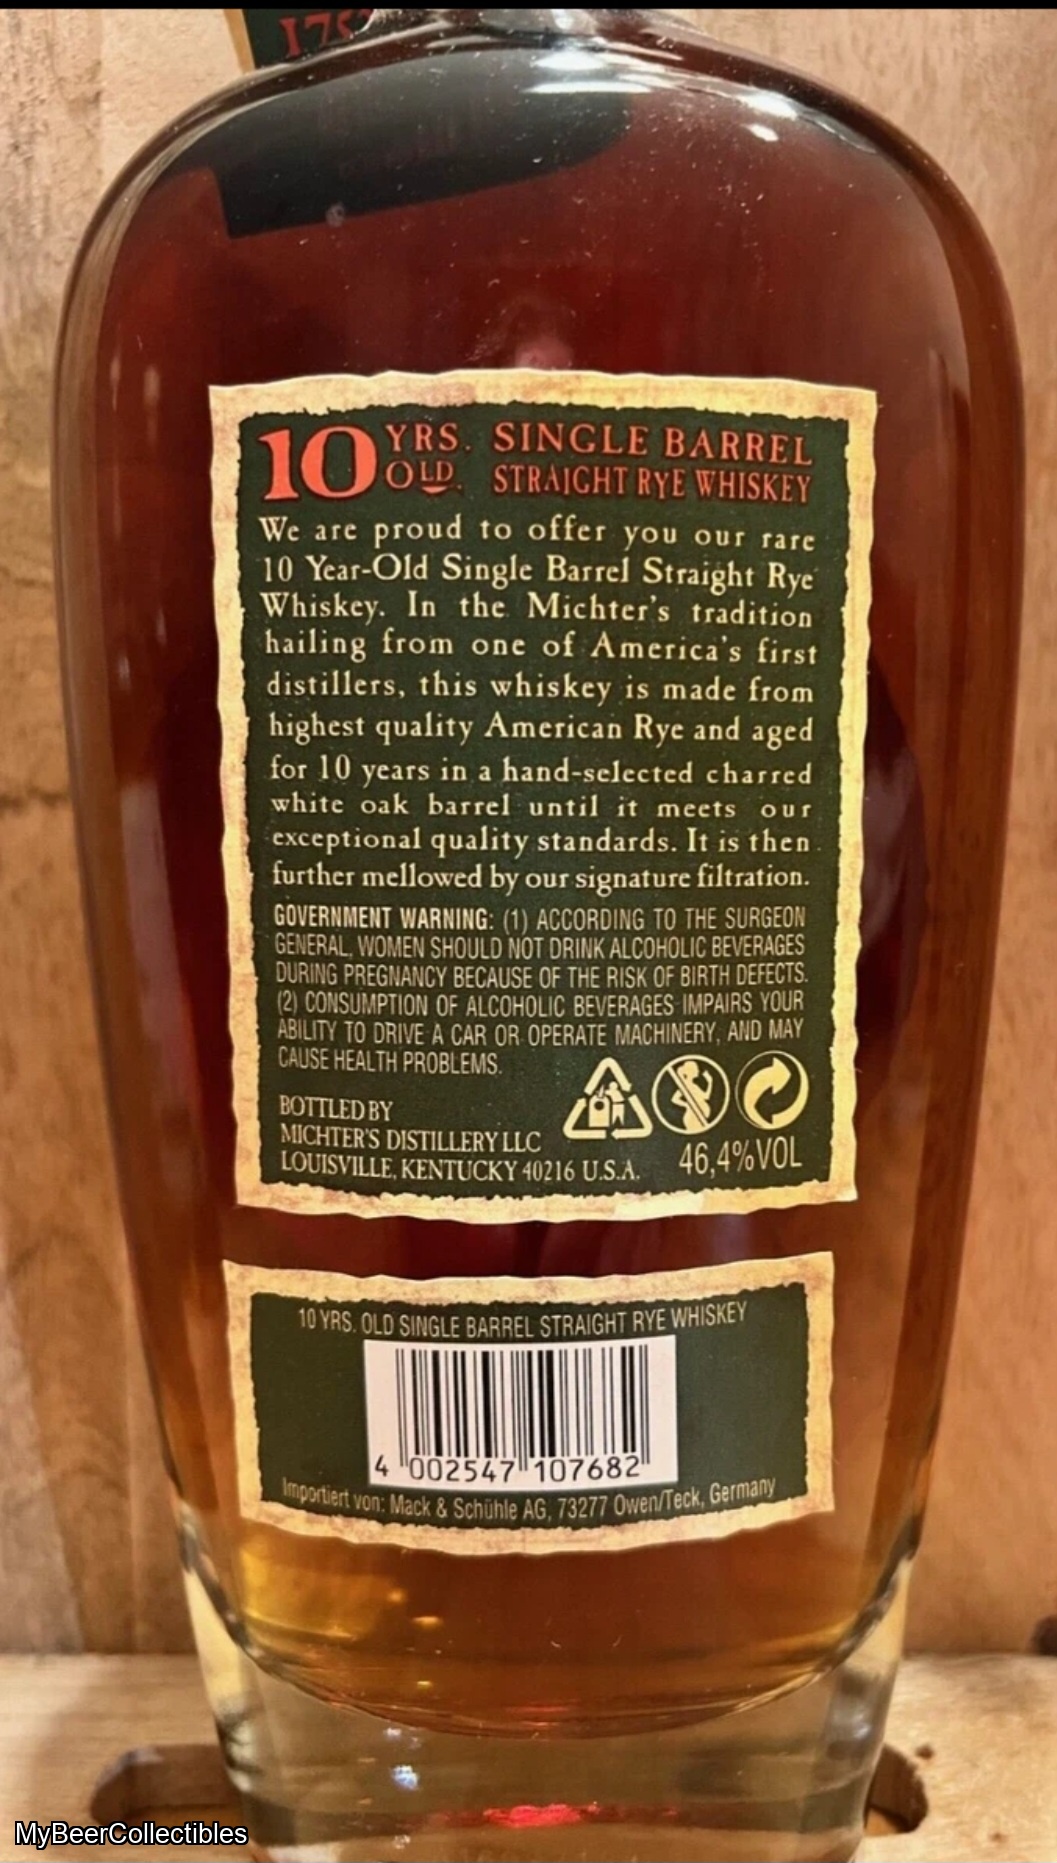 175
10 YRS. OLD. SINGLE BARREL
STRAIGHT RYE WHISKEY
We are proud to offer you our rare
10 Year-Old Single Barrel Straight Rye
Whiskey. In the Michter's tradition
hailing from one of America's first
distillers, this whiskey is made from
highest quality American Rye and aged
for 10 years in a hand-selected charred
white oak barrel until it meets our
exceptional quality standards. It is then
further mellowed by our signature filtration.
GOVERNMENT WARNING: (1) ACCORDING TO THE SURGEON
GENERAL, WOMEN SHOULD NOT DRINK ALCOHOLIC BEVERAGES
DURING PREGNANCY BECAUSE OF THE RISK OF BIRTH DEFECTS.
(2) CONSUMPTION OF ALCOHOLIC BEVERAGES IMPAIRS YOUR
ABILITY TO DRIVE A CAR OR OPERATE MACHINERY, AND MAY
CAUSE HEALTH PROBLEMS.
BOTTLED BY
MICHTER'S DISTILLERY LLC
LOUISVILLE, KENTUCKY 40216 U.S.A.
46,4%VOL
10 YRS. OLD SINGLE BARREL STRAIGHT RYE WHISKEY
4 002547 107682
Importiert von: Mack & Schühle AG, 73277 Owen/Teck, Germany
MyBeerCollectibles